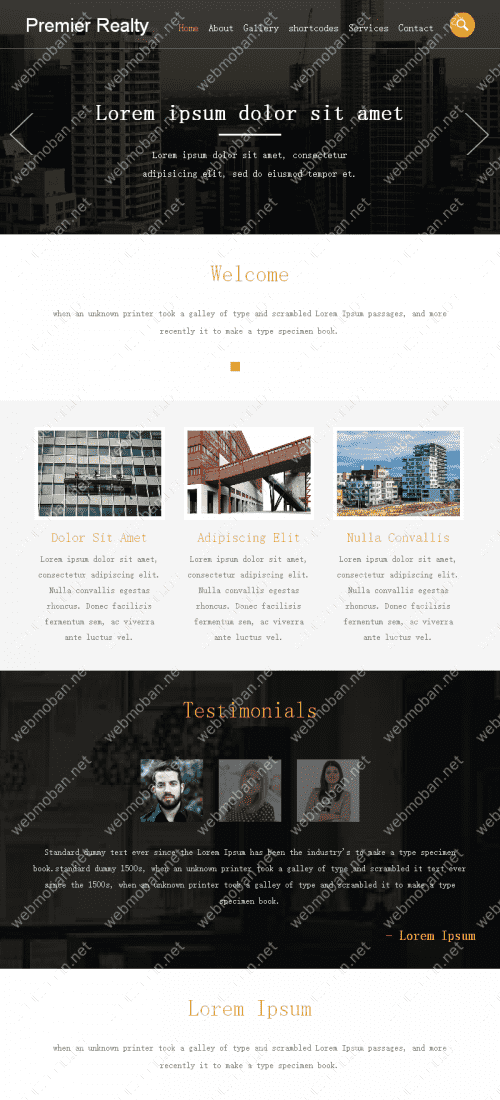 Premier Realty
Home About Gallery shortcodes Services Contact
Lorem ipsum dolor sit amet
Lorem ipsum dolor sit amet, consectetur
adipisicing elit, sed do eiusmod tempor et.
Welcome
when an unknown printer took a galley of type and scrambled Lorem Ipsum passages, and more
recently it to make a type specimen book.
Dolor Sit Amet
Lorem ipsum dolor sit amet,
consectetur adipiscing elit.
Nulla convallis egestas
rhoncus. Donec facilisis
fermentum sem, ac viverra
ante luctus vel.
Adipiscing Elit
Lorem ipsum dolor sit amet,
consectetur adipiscing elit.
Nulla convallis egestas
rhoncus. Donec facilisis
fermentum sem, ac viverra
ante luctus vel.
Nulla Convallis
Lorem ipsum dolor sit amet,
consectetur adipiscing elit.
Nulla convallis egestas
rhoncus. Donec facilisis
fermentum sem, ac viverra
ante luctus vel.
Testimonials
Standard dummy text ever since the Lorem Ipsum has been the industry's to make a type specimen
book.standard dummy 1500s, when an unknown printer took a galley of type and scrambled it text ever
since the 1500s, when an unknown printer took a galley of type and scrambled it to make a type
specimen book.
- Lorem Ipsum
Lorem Ipsum
when an unknown printer took a galley of type and scrambled Lorem Ipsum passages, and more
recently it to make a type specimen book.
webmoban.net